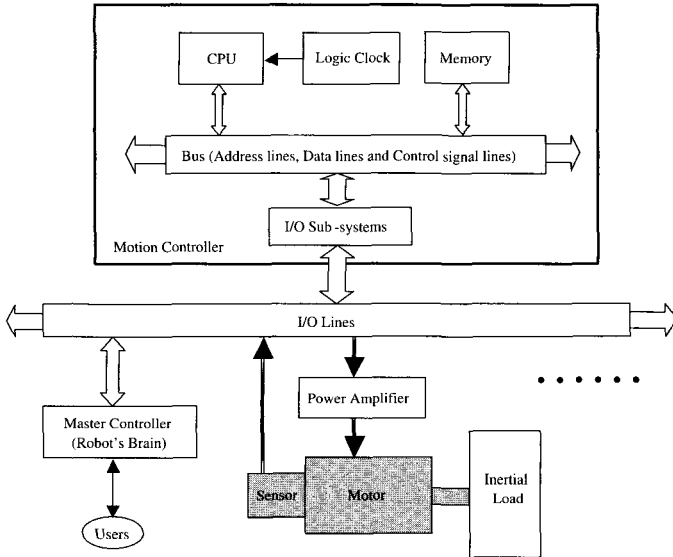 CPU
Logic Clock
Memory
Bus (Address lines, Data lines and Control signal lines)
I/O Sub-systems
Motion Controller
I/O Lines
Power Amplifier
Master Controller
(Robot's Brain)
Sensor
Motor
Inertial
Load
Users